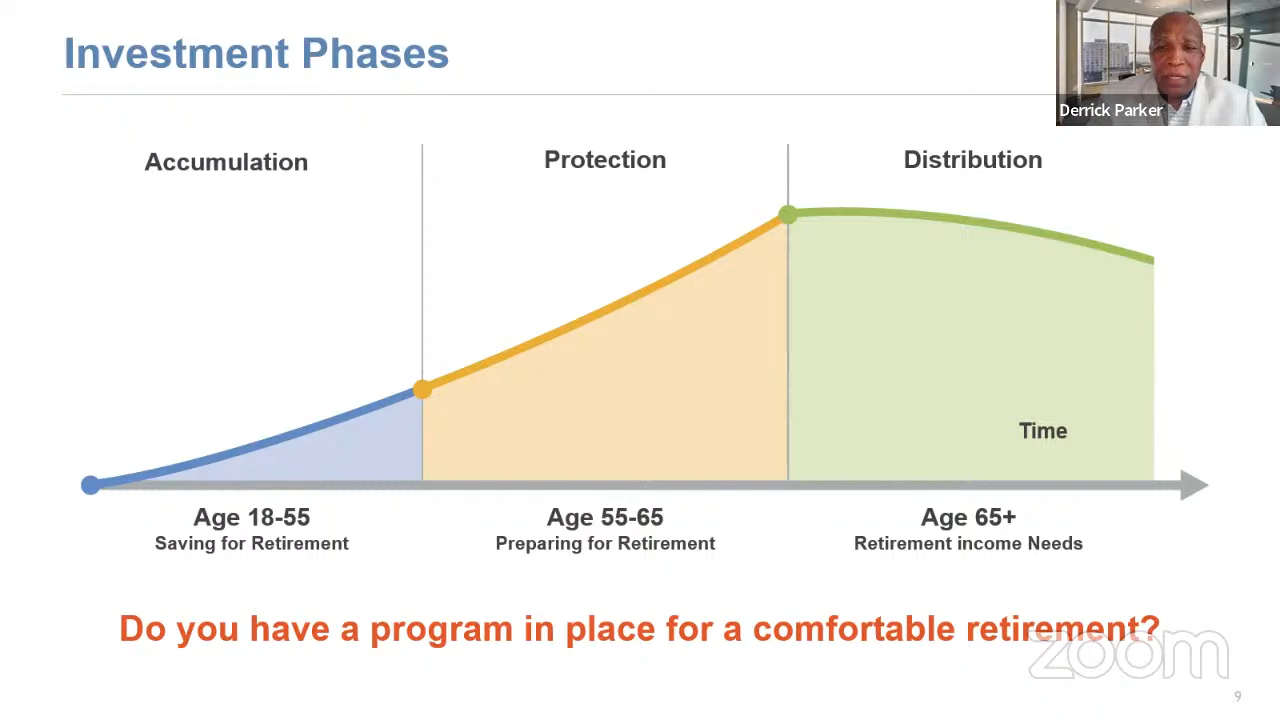 Investment Phases
Derrick Parker
Accumulation
Protection
Distribution
Time
Age 18-55
Saving for Retirement
Age 55-65
Preparing for Retirement
Age 65+
Retirement income Needs
Do you have a program in place for a comfortable retirement?
zoom
9